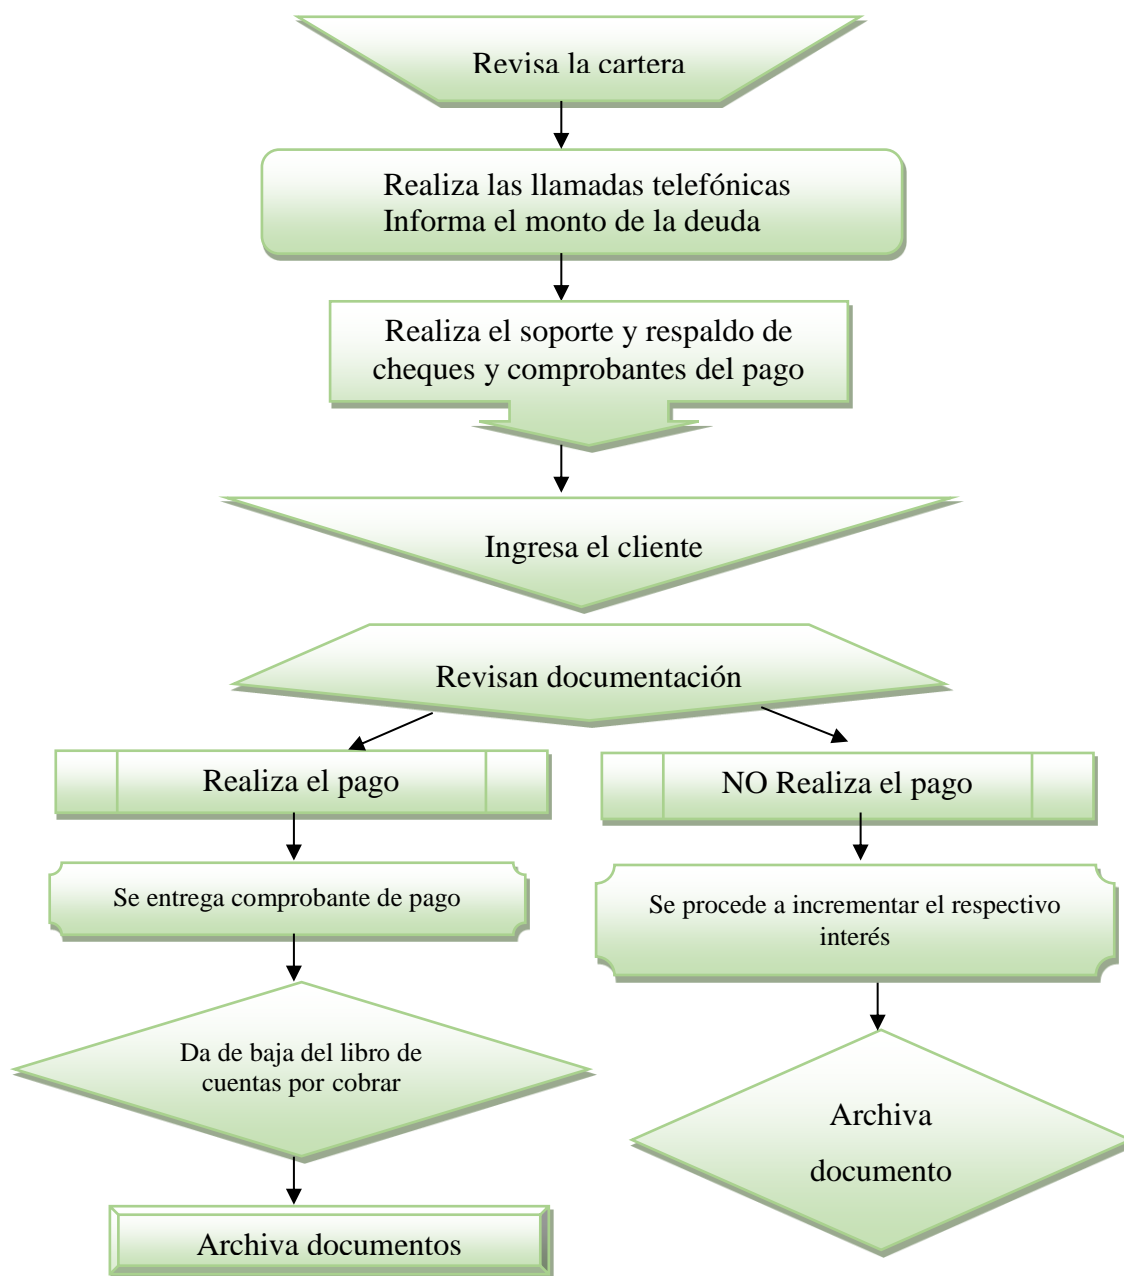 Revisa la cartera
Realiza las llamadas telefónicas
Informa el monto de la deuda
Realiza el soporte y respaldo de
cheques y comprobantes del pago
Ingresa el cliente
Revisan documentación
Realiza el pago
NO Realiza el pago
Se entrega comprobante de pago
Se procede a incrementar el respectivo
interés
Da de baja del libro de
cuentas por cobrar
Archiva
documento
Archiva documentos